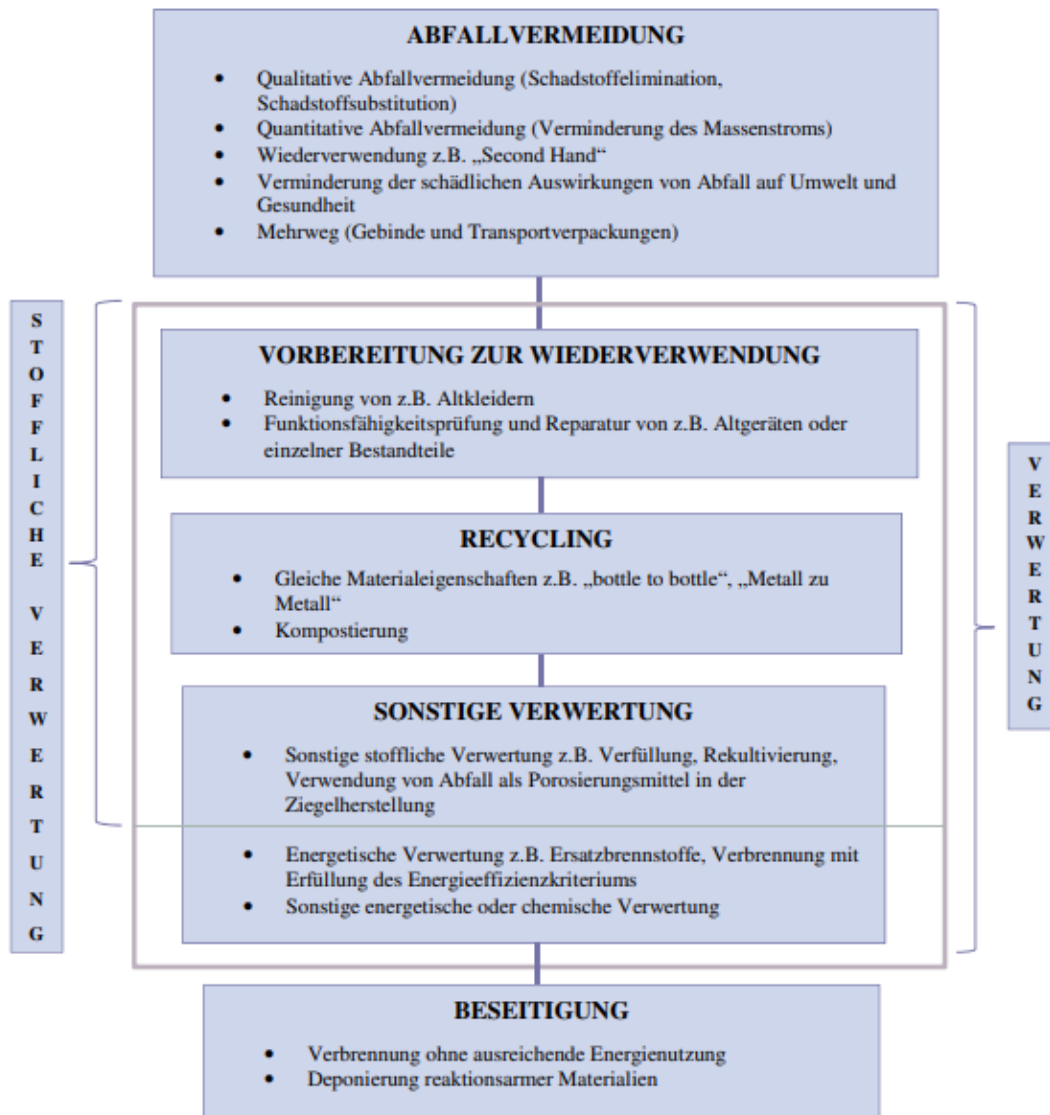 ABFALLVERMEIDUNG
• Qualitative Abfallvermeidung (Schadstoffelimination,
Schadstoffsubstitution)
• Quantitative Abfallvermeidung (Verminderung des Massenstroms)
• Wiederverwendung z.B. „Second Hand“
• Verminderung der schädlichen Auswirkungen von Abfall auf Umwelt und
Gesundheit
• Mehrweg (Gebinde und Transportverpackungen)
STOFFLICHE VERWERTUNG
VORBEREITUNG ZUR WIEDERVERWENDUNG
• Reinigung von z.B. Altkleidern
• Funktionsfähigkeitsprüfung und Reparatur von z.B. Altgeräten oder
einzelner Bestandteile
RECYCLING
• Gleiche Materialeigenschaften z.B. „bottle to bottle“, „Metall zu
Metall“
• Kompostierung
SONSTIGE VERWERTUNG
• Sonstige stoffliche Verwertung z.B. Verfüllung, Rekultivierung,
Verwendung von Abfall als Porosierungsmittel in der
Ziegelherstellung
• Energetische Verwertung z.B. Ersatzbrennstoffe, Verbrennung mit
Erfüllung des Energieeffizienzkriteriums
• Sonstige energetische oder chemische Verwertung
VERWERTUNG
BESEITIGUNG
• Verbrennung ohne ausreichende Energienutzung
• Deponierung reaktionsarmer Materialien